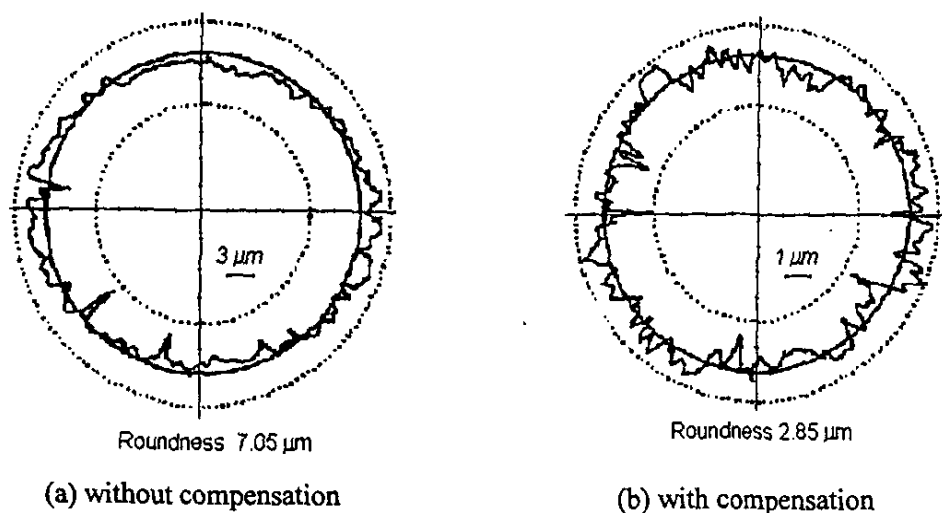 3 μm
1 μm
Roundness 7.05 μm
Roundness 2.85 μm
(a) without compensation
(b) with compensation